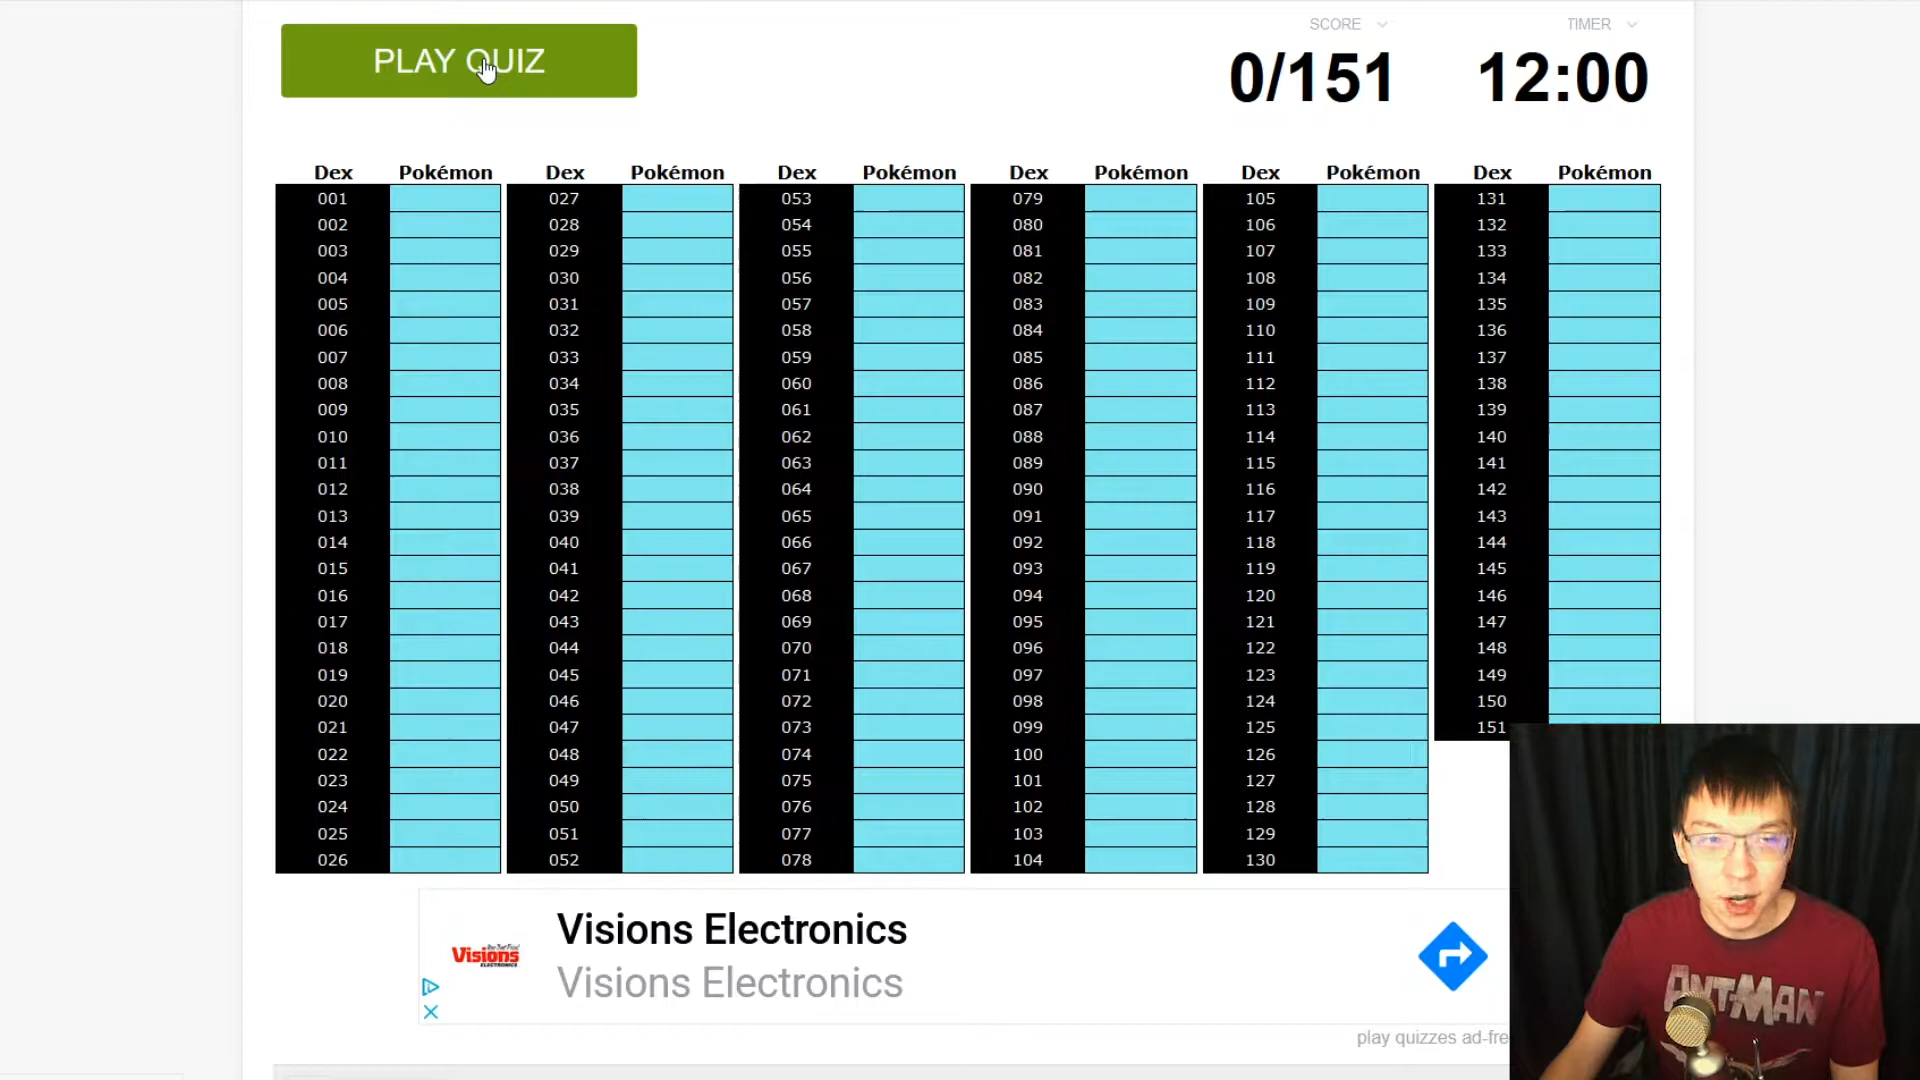 PLAY QUIZ
SCORE
TIMER
0/151
12:00
Dex Pokémon Dex Pokémon Dex Pokémon Dex Pokémon Dex Pokémon Dex Pokémon
001 027 053 079 105 131
002 028 054 080 106 132
003 029 055 081 107 133
004 030 056 082 108 134
005 031 057 083 109 135
006 032 058 084 110 136
007 033 059 085 111 137
008 034 060 086 112 138
009 035 061 087 113 139
010 036 062 088 114 140
011 037 063 089 115 141
012 038 064 090 116 142
013 039 065 091 117 143
014 040 066 092 118 144
015 041 067 093 119 145
016 042 068 094 120 146
017 043 069 095 121 147
018 044 070 096 122 148
019 045 071 097 123 149
020 046 072 098 124 150
021 047 073 099 125 151
022 048 074 100 126
023 049 075 101 127
024 050 076 102 128
025 051 077 103 129
026 052 078 104 130
Visions Electronics
Visions
ELECTRONICS
Visions Electronics
play quizzes ad-fre
ANT-MAN